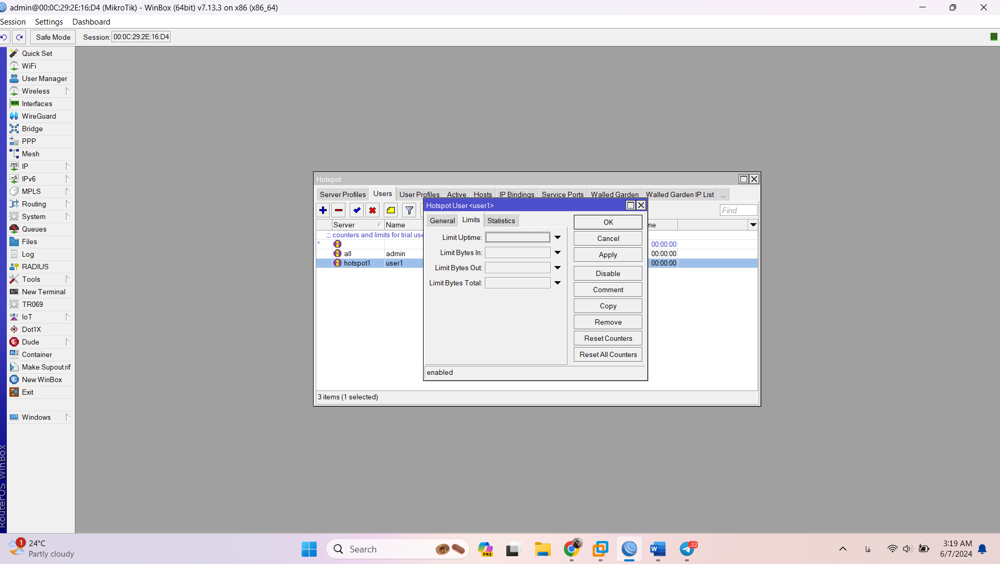 admin@00:0C:29:2E:16:D4 (MikroTik) - WinBox (64bit) v7.13.3 on x86 (x86_64)
Session Settings Dashboard
Safe Mode Session: 00:0C:29:2E:16:D4
Quick Set
WiFi
User Manager
Wireless
Interfaces
WireGuard
Bridge
PPP
Mesh
IP
IPv6
MPLS
Routing
System
Queues
Files
Log
RADIUS
Tools
New Terminal
TR069
IoT
Dot1X
Dude
Container
Make Supout.rif
New WinBox
Exit
Windows
RouterOS WinBox
Hotspot
Server Profiles Users User Profiles Active Hosts IP Bindings Service Ports Walled Garden Walled Garden IP List ...
Find
Server Name me
;;; counters and limits for trial use
* 00:00:00
all admin 00:00:00
hotspot1 user1 00:00:00
3 items (1 selected)
Hotspot User <user1>
General Limits Statistics
Limit Uptime:
Limit Bytes In:
Limit Bytes Out:
Limit Bytes Total:
OK
Cancel
Apply
Disable
Comment
Copy
Remove
Reset Counters
Reset All Counters
enabled
1
24°C
Partly cloudy
Search
PRE
W
..02
فا
3:19 AM
6/7/2024